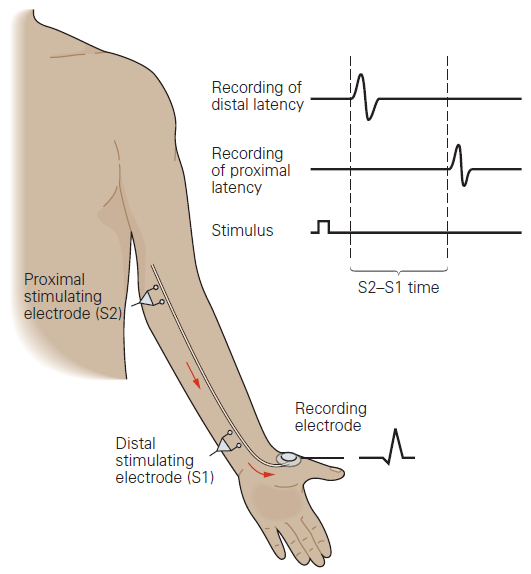 Recording of
distal latency
Recording
of proximal
latency
Stimulus
S2–S1 time
Proximal
stimulating
electrode (S2)
Recording
electrode
Distal
stimulating
electrode (S1)